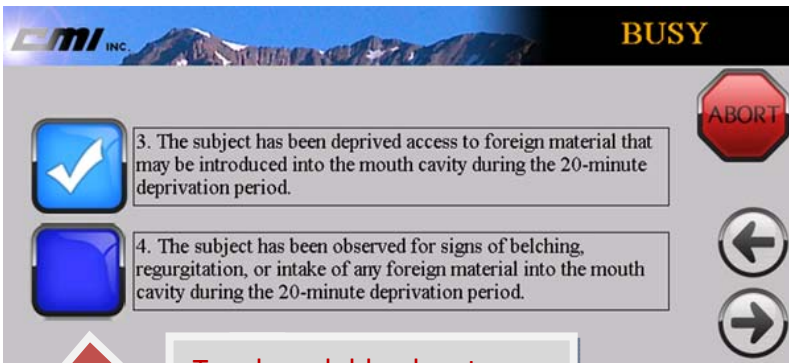 CMI INC.
BUSY
ABORT
3. The subject has been deprived access to foreign material that
may be introduced into the mouth cavity during the 20-minute
deprivation period.
4. The subject has been observed for signs of belching,
regurgitation, or intake of any foreign material into the mouth
cavity during the 20-minute deprivation period.